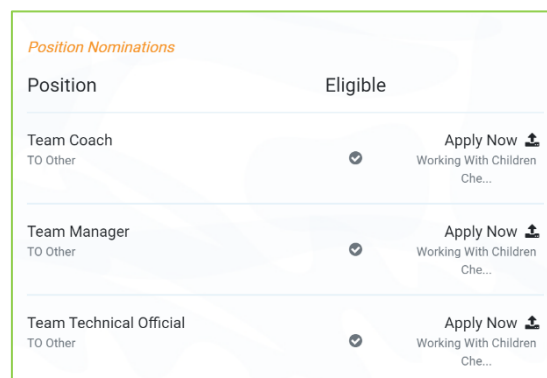 Position Nominations
Position Eligible
Team Coach Apply Now
TO Other Working With Children
Che...
Team Manager Apply Now
TO Other Working With Children
Che...
Team Technical Official Apply Now
TO Other Working With Children
Che...